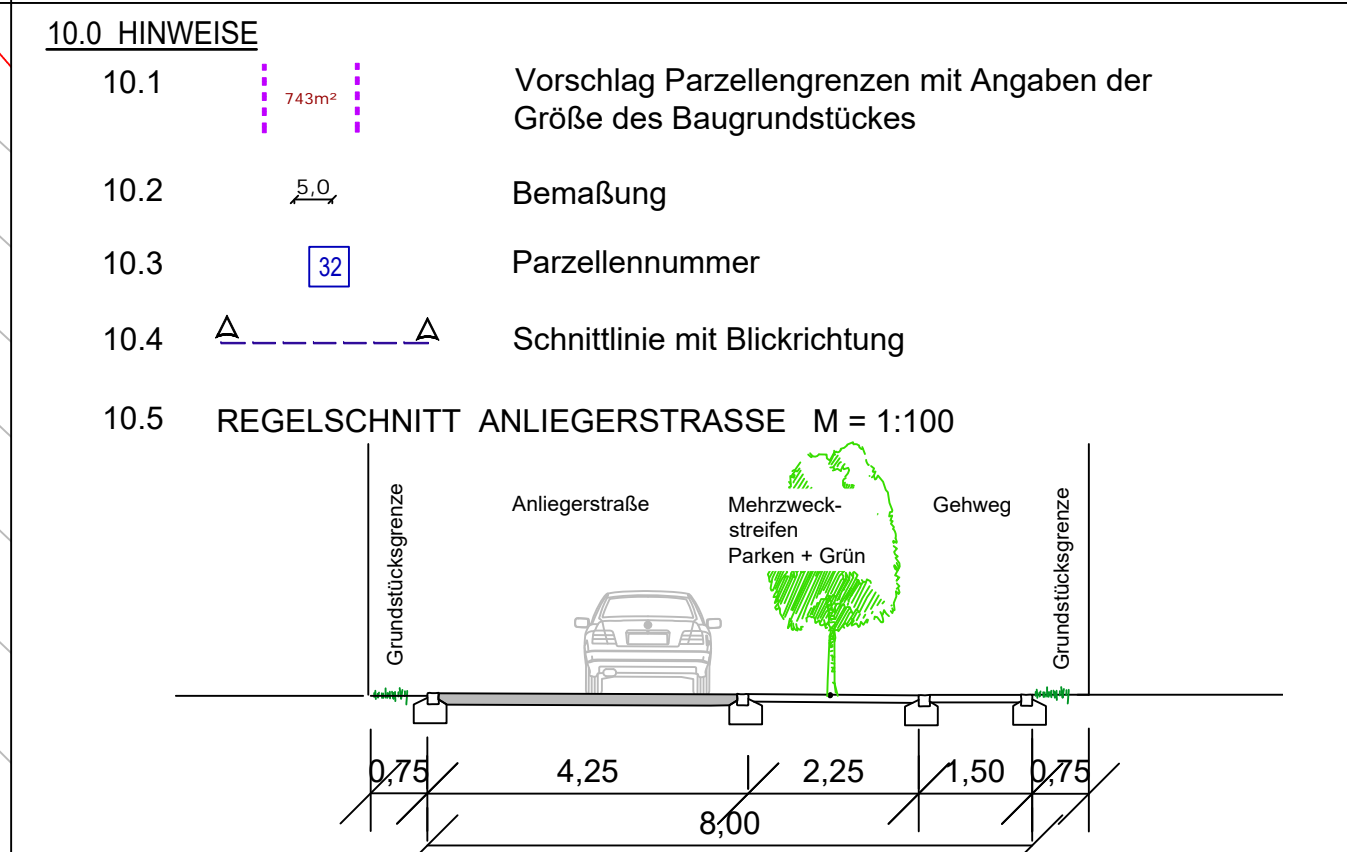 10.0 HINWEISE
10.1 743m² Vorschlag Parzellengrenzen mit Angaben der
Größe des Baugrundstückes
10.2 5,0 Bemaßung
10.3 32 Parzellennummer
10.4 Schnittlinie mit Blickrichtung
10.5 REGELSCHNITT ANLIEGERSTRASSE M = 1:100
Grundstücksgrenze
Anliegerstraße
Mehrzweck-
streifen
Parken + Grün
Gehweg
Grundstücksgrenze
0,75 4,25 2,25 1,50 0,75
8,00